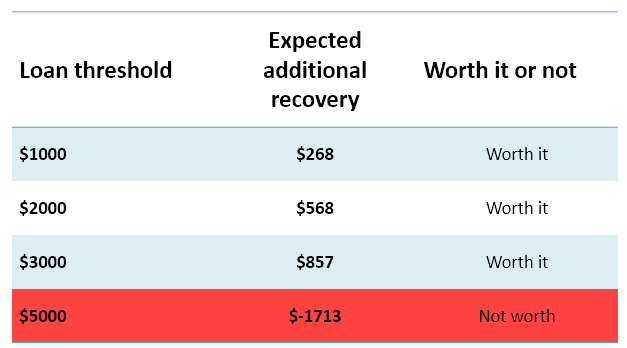 Loan threshold Expected additional recovery Worth it or not
$1000 $268 Worth it
$2000 $568 Worth it
$3000 $857 Worth it
$5000 $-1713 Not worth